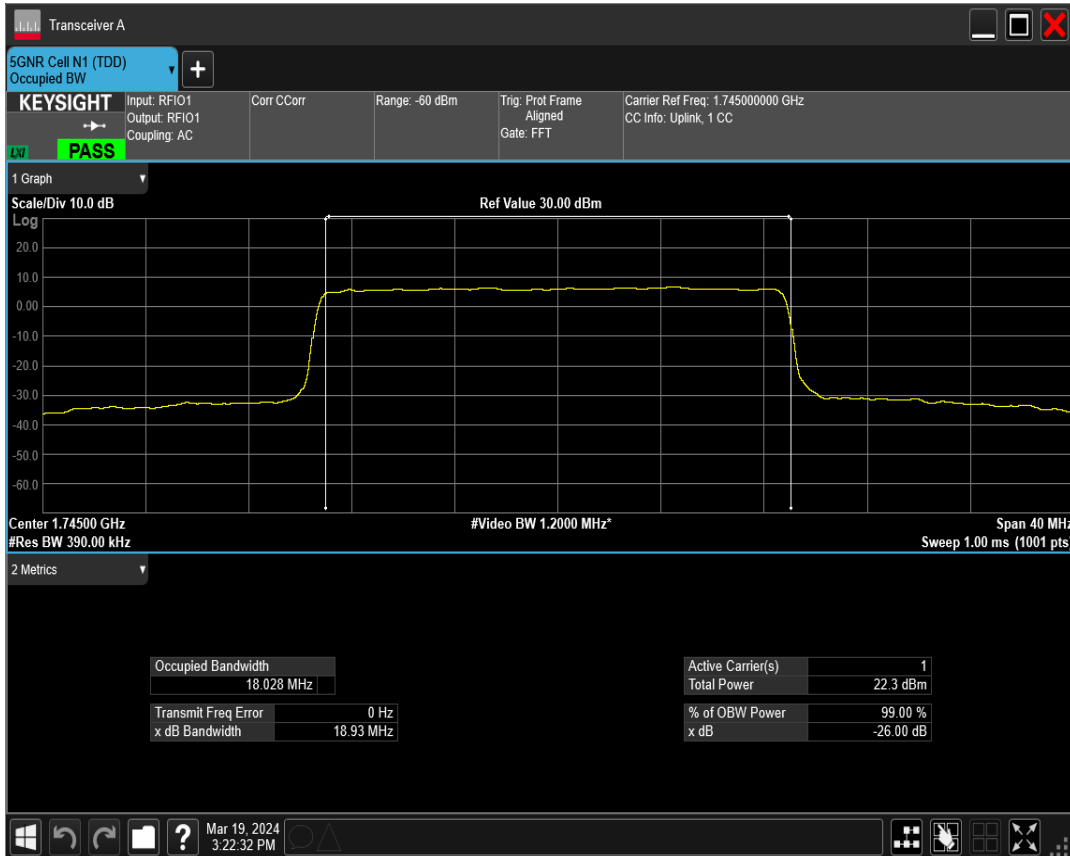 Transceiver A
5GNR Cell N1 (TDD)
Occupied BW
+
KEYSIGHT
LXI
PASS
Input: RFIO1
Output: RFIO1
Coupling: AC
Corr CCorr
Range: -60 dBm
Trig: Prot Frame
Aligned
Gate: FFT
Carrier Ref Freq: 1.745000000 GHz
CC Info: Uplink, 1 CC
1 Graph
Scale/Div 10.0 dB
Ref Value 30.00 dBm
Log
20.0
10.0
0.00
-10.0
-20.0
-30.0
-40.0
-50.0
-60.0
Center 1.74500 GHz
#Video BW 1.2000 MHz*
Span 40 MHz
#Res BW 390.00 kHz
Sweep 1.00 ms (1001 pts)
2 Metrics
Occupied Bandwidth
18.028 MHz
Transmit Freq Error 0 Hz
x dB Bandwidth 18.93 MHz
Active Carrier(s) 1
Total Power 22.3 dBm
% of OBW Power 99.00 %
x dB -26.00 dB
?
Mar 19, 2024
3:22:32 PM